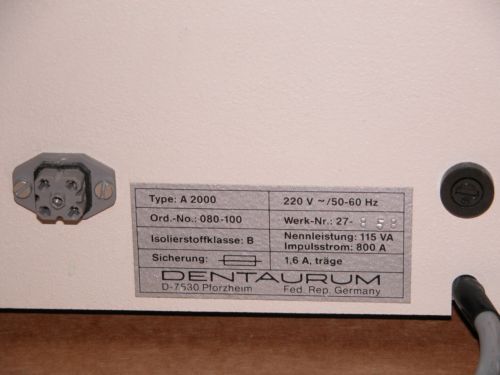 Type: A 2000 220 V ~/50-60 Hz
Ord.-No.: 080-100 Werk-Nr.: 27-
Isolierstoffklasse: B Nennleistung: 115 VA
Impulsstrom: 800 A
Sicherung: 1,6 A, träge
DENTAURUM
D-7530 Pforzheim Fed. Rep. Germany